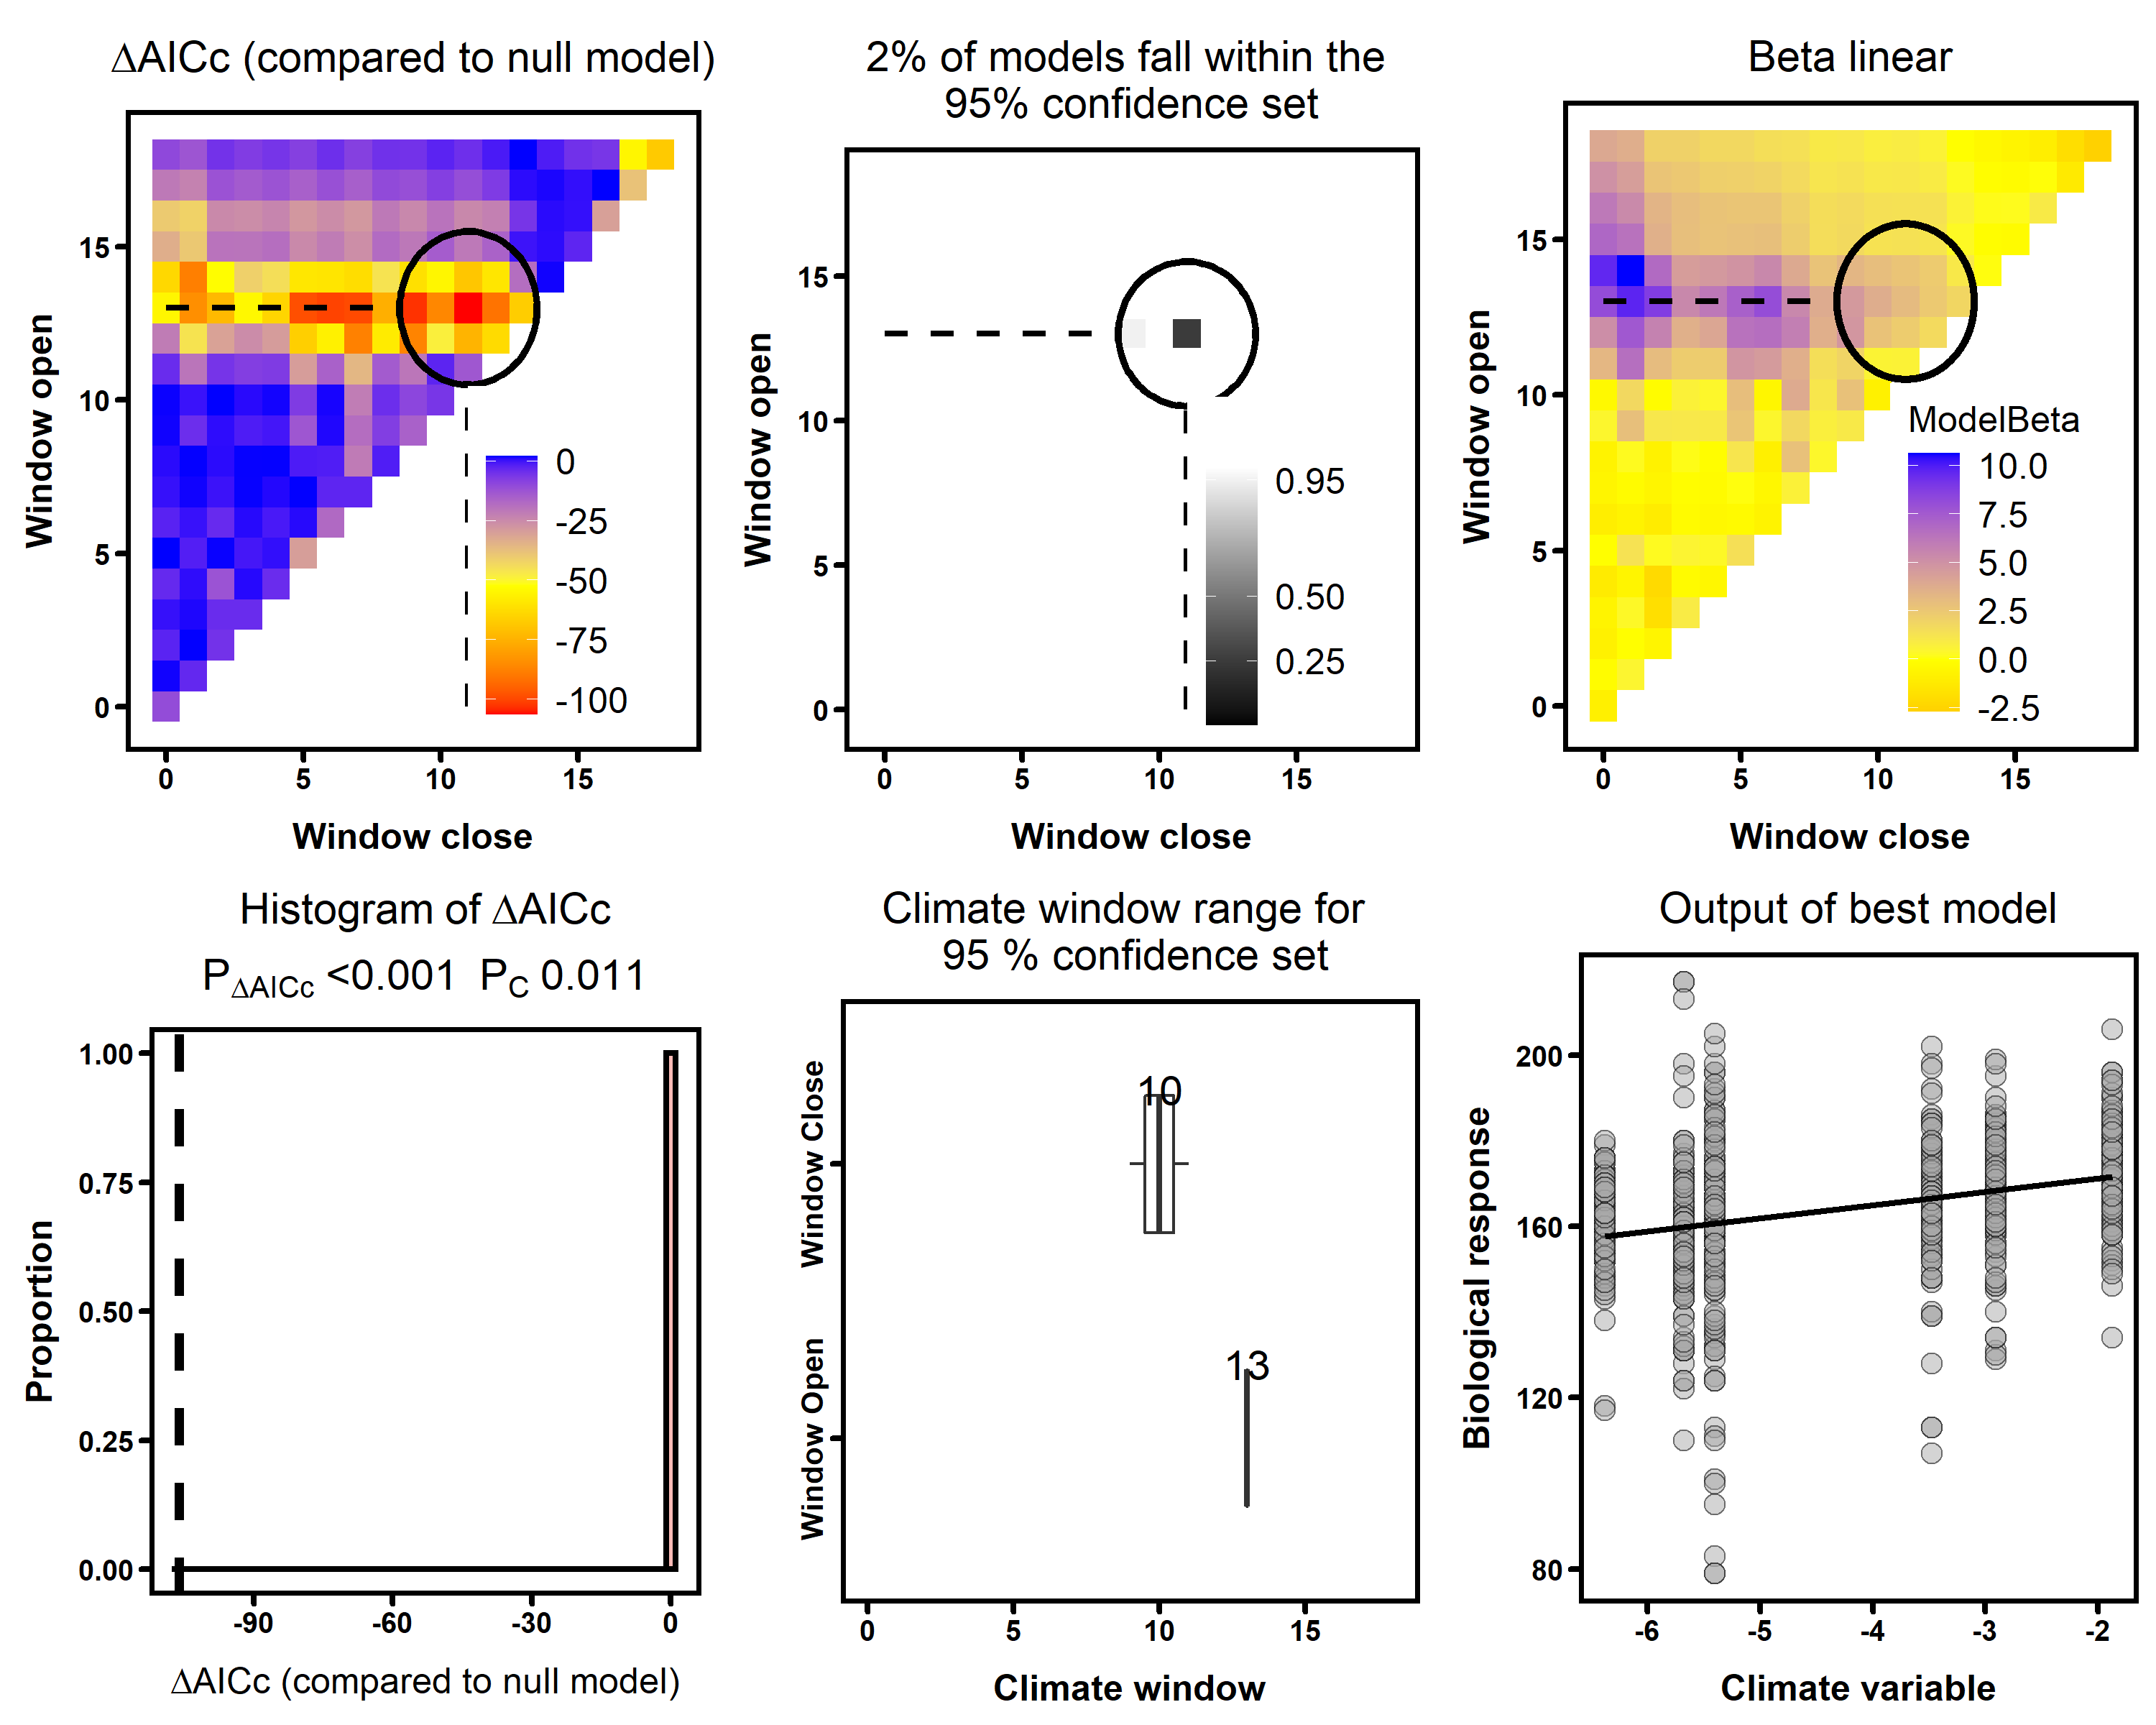 ΔAICc (compared to null model)
Window open
15
10
5
0
0
-25
-50
-75
-100
0 5 10 15
Window close
2% of models fall within the
95% confidence set
Window open
15
10
5
0
0.95
0.50
0.25
0 5 10 15
Window close
Beta linear
Window open
15
10
5
0
ModelBeta
10.0
7.5
5.0
2.5
0.0
-2.5
0 5 10 15
Window close
Histogram of ΔAICc
PΔAICc <0.001 PC 0.011
Proportion
1.00
0.75
0.50
0.25
0.00
-90 -60 -30 0
ΔAICc (compared to null model)
Climate window range for
95 % confidence set
Window Close
10
Window Open
13
0 5 10 15
Climate window
Output of best model
Biological response
200
160
120
80
-6 -5 -4 -3 -2
Climate variable